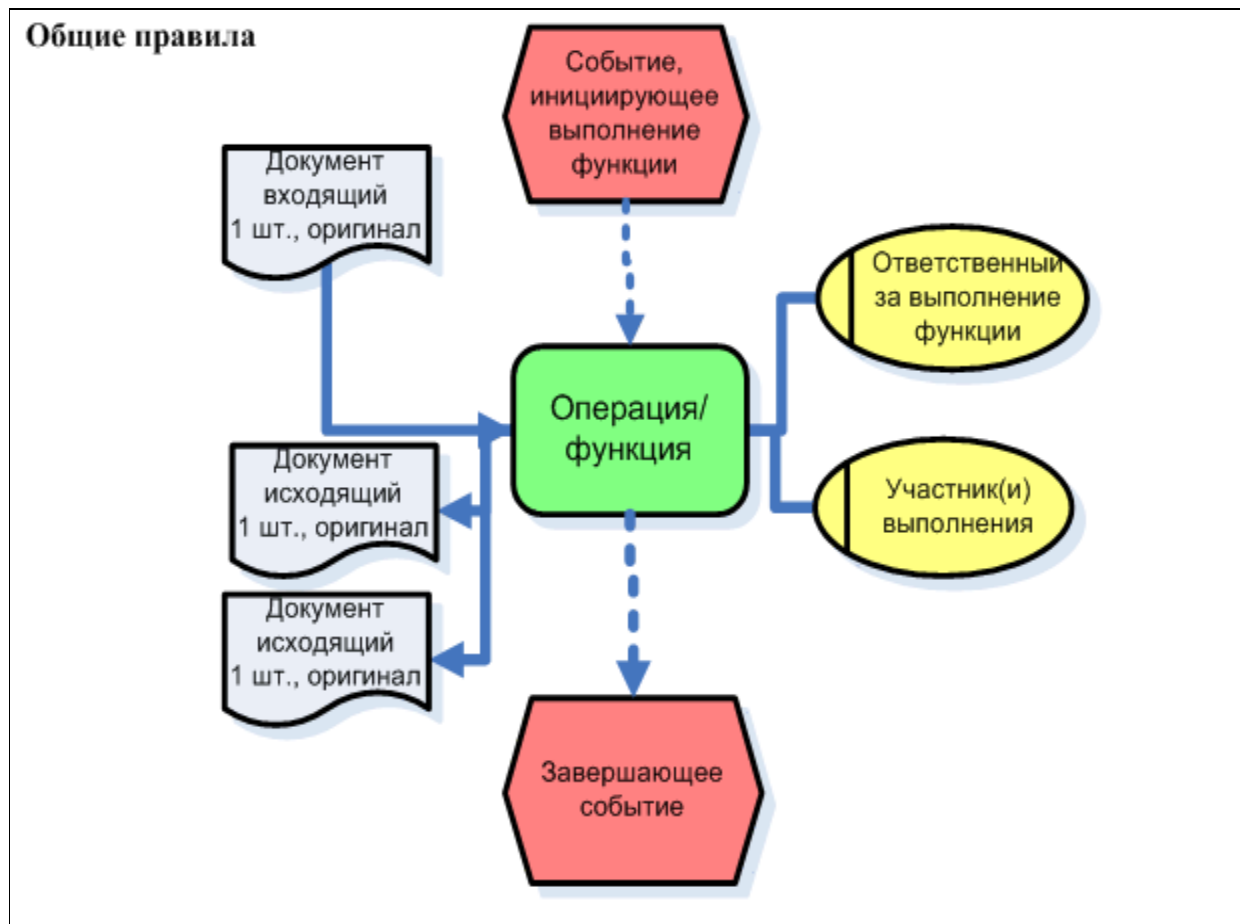 Общие правила
Событие,
инициирующее
выполнение
функции
Документ
входящий
1 шт., оригинал
Ответственный
за выполнение
функции
Операция/
функция
Документ
исходящий
1 шт., оригинал
Участник(и)
выполнения
Документ
исходящий
1 шт., оригинал
Завершающее
событие